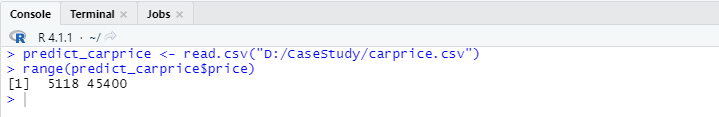 Console Terminal × Jobs ×
R R 4.1.1 · ~/
> predict_carprice <- read.csv("D:/CaseStudy/carprice.csv")
> range(predict_carprice$price)
[1]  5118 45400
>